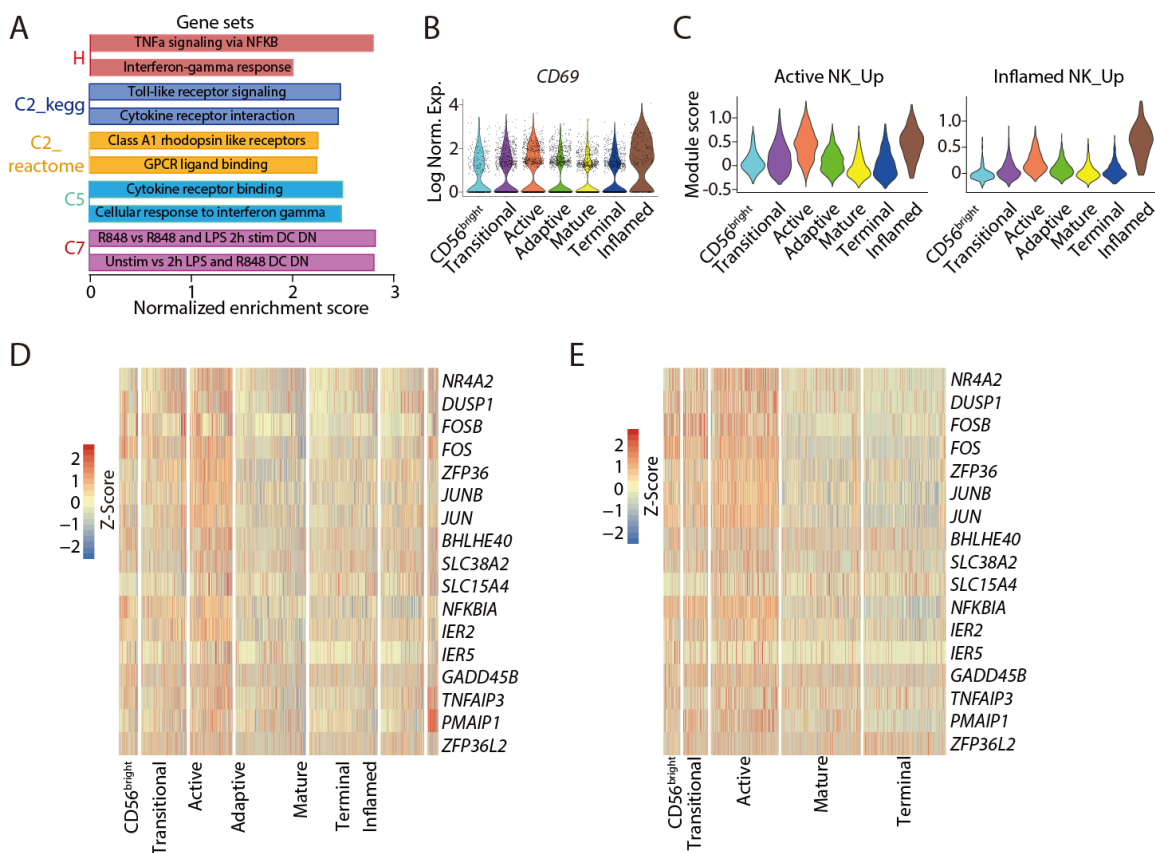 A
Gene sets
H
TNFa signaling via NFKB
Interferon-gamma response
C2_kegg
Toll-like receptor signaling
Cytokine receptor interaction
C2_
reactome
Class A1 rhodopsin like receptors
GPCR ligand binding
C5
Cytokine receptor binding
Cellular response to interferon gamma
C7
R848 vs R848 and LPS 2h stim DC DN
Unstim vs 2h LPS and R848 DC DN
0 1 2 3
Normalized enrichment score
B
CD69
Log Norm. Exp.
4
2
0
CD56bright
Transitional
Active
Adaptive
Mature
Terminal
Inflamed
C
Active NK_Up
Module score
1.0
0.5
0
−0.5
CD56bright
Transitional
Active
Adaptive
Mature
Terminal
Inflamed
Inflamed NK_Up
1.0
0.5
0
CD56bright
Transitional
Active
Adaptive
Mature
Terminal
Inflamed
D
2
1
0
−1
−2
Z-Score
NR4A2
DUSP1
FOSB
FOS
ZFP36
JUNB
JUN
BHLHE40
SLC38A2
SLC15A4
NFKBIA
IER2
IER5
GADD45B
TNFAIP3
PMAIP1
ZFP36L2
CD56bright
Transitional
Active
Adaptive
Mature
Terminal
Inflamed
E
2
1
0
−1
−2
Z-Score
NR4A2
DUSP1
FOSB
FOS
ZFP36
JUNB
JUN
BHLHE40
SLC38A2
SLC15A4
NFKBIA
IER2
IER5
GADD45B
TNFAIP3
PMAIP1
ZFP36L2
CD56bright
Transitional
Active
Mature
Terminal